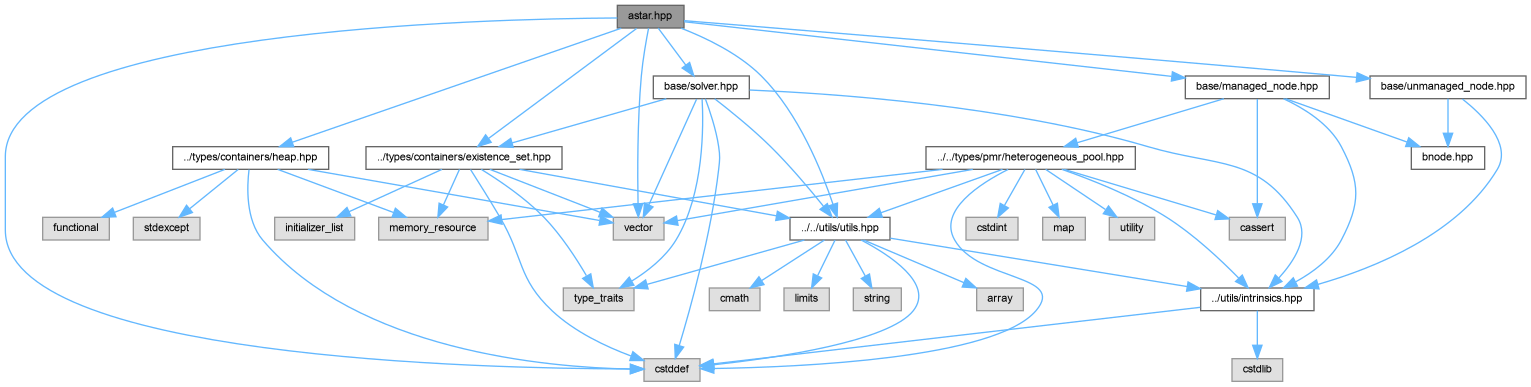 astar.hpp
base/solver.hpp
base/managed_node.hpp
base/unmanaged_node.hpp
../types/containers/heap.hpp
../types/containers/existence_set.hpp
../../types/pmr/heterogeneous_pool.hpp
bnode.hpp
functional
stdexcept
initializer_list
memory_resource
vector
../../utils/utils.hpp
cstdint
map
utility
cassert
type_traits
cmath
limits
string
array
../utils/intrinsics.hpp
cstddef
cstdlib